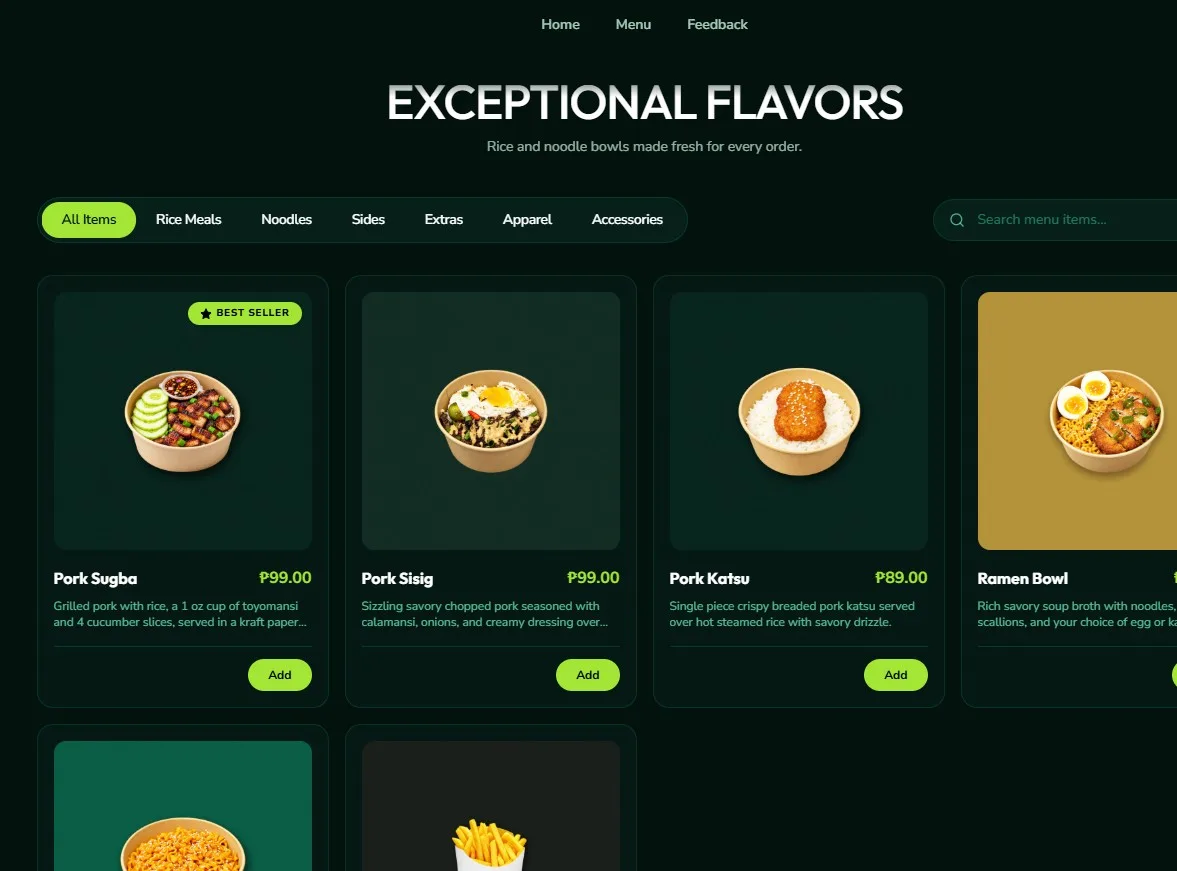 Home Menu Feedback
EXCEPTIONAL FLAVORS
Rice and noodle bowls made fresh for every order.
All Items Rice Meals Noodles Sides Extras Apparel Accessories
Search menu items...
BEST SELLER
Pork Sugba ₱99.00
Grilled pork with rice, a 1 oz cup of toyomansi
and 4 cucumber slices, served in a kraft paper...
Add
Pork Sisig ₱99.00
Sizzling savory chopped pork seasoned with
calamansi, onions, and creamy dressing over...
Add
Pork Katsu ₱89.00
Single piece crispy breaded pork katsu served
over hot steamed rice with savory drizzle.
Add
Ramen Bowl
Rich savory soup broth with noodles,
scallions, and your choice of egg or